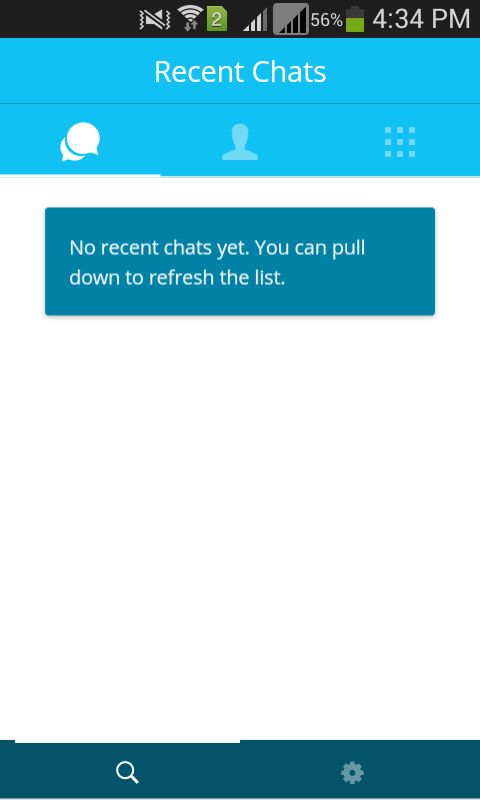 2 56% 4:34 PM
Recent Chats
No recent chats yet. You can pull
down to refresh the list.